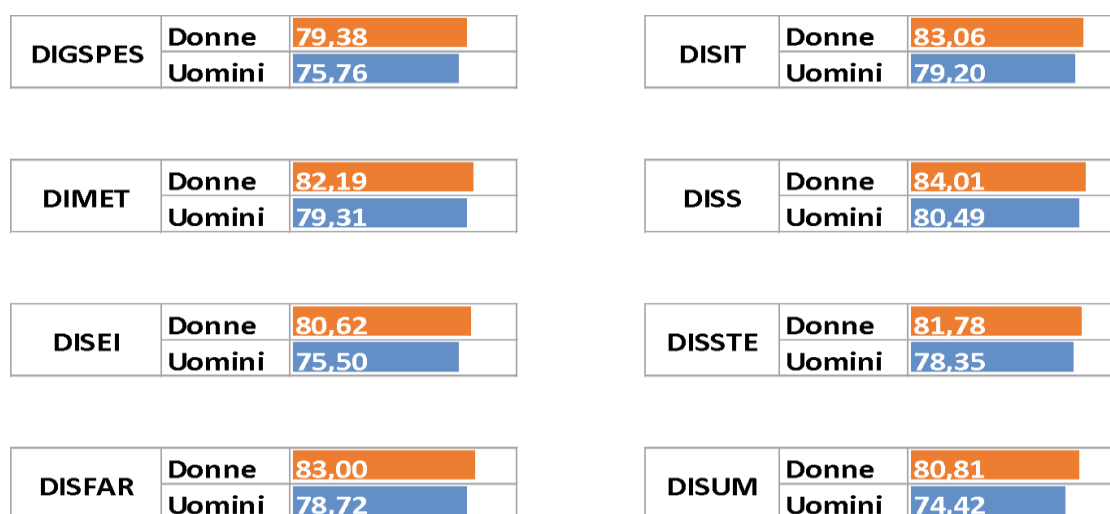 DIGSPES Donne 79,38
Uomini 75,76
DISIT Donne 83,06
Uomini 79,20
DIMET Donne 82,19
Uomini 79,31
DISS Donne 84,01
Uomini 80,49
DISEI Donne 80,62
Uomini 75,50
DISSTE Donne 81,78
Uomini 78,35
DISFAR Donne 83,00
Uomini 78,72
DISUM Donne 80,81
Uomini 74,42